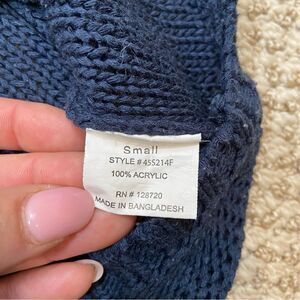 Small
STYLE # 455214F
100% ACRYLIC
RN # 128720
MADE IN BANGLADESH